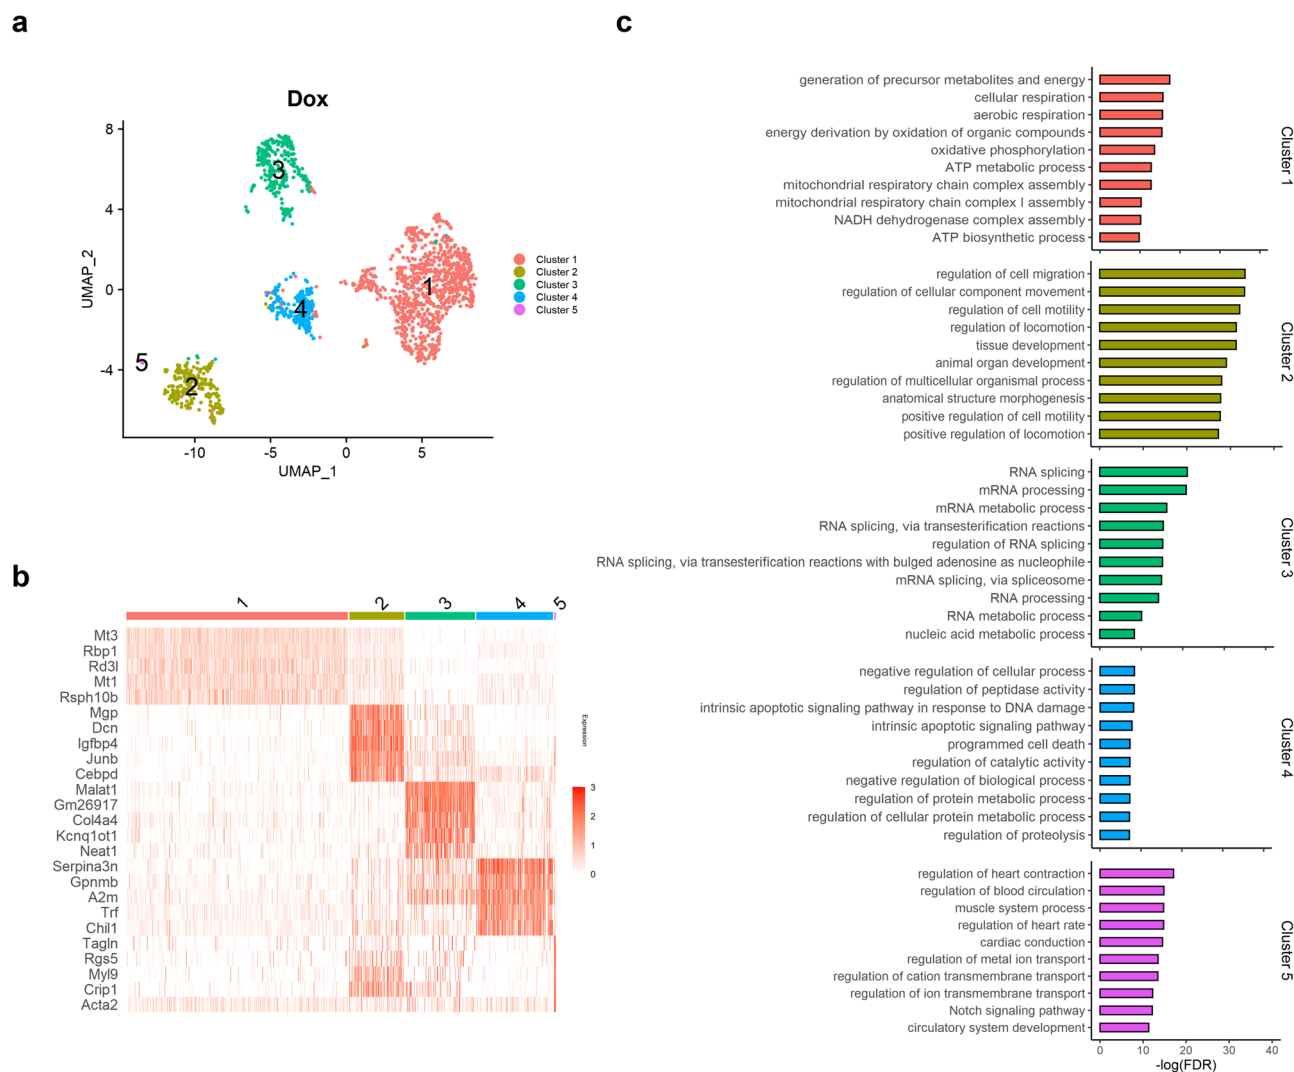 a
Dox
8
4
0
-4
UMAP_2
-10
-5
0
5
UMAP_1
1
2
3
4
5
Cluster 1
Cluster 2
Cluster 3
Cluster 4
Cluster 5
b
1
2
3
4
5
Mt3
Rbp1
Rd3l
Mt1
Rsph10b
Mgp
Dcn
Igfbp4
Junb
Cebpd
Malat1
Gm26917
Col4a4
Kcnq1ot1
Neat1
Serpina3n
Gpnmb
A2m
Trf
Chil1
Tagln
Rgs5
Myl9
Crip1
Acta2
Expression
3
2
1
0
c
generation of precursor metabolites and energy
cellular respiration
aerobic respiration
energy derivation by oxidation of organic compounds
oxidative phosphorylation
ATP metabolic process
mitochondrial respiratory chain complex assembly
mitochondrial respiratory chain complex I assembly
NADH dehydrogenase complex assembly
ATP biosynthetic process
Cluster 1
regulation of cell migration
regulation of cellular component movement
regulation of cell motility
regulation of locomotion
tissue development
animal organ development
regulation of multicellular organismal process
anatomical structure morphogenesis
positive regulation of cell motility
positive regulation of locomotion
Cluster 2
RNA splicing
mRNA processing
mRNA metabolic process
RNA splicing, via transesterification reactions
regulation of RNA splicing
RNA splicing, via transesterification reactions with bulged adenosine as nucleophile
mRNA splicing, via spliceosome
RNA processing
RNA metabolic process
nucleic acid metabolic process
Cluster 3
negative regulation of cellular process
regulation of peptidase activity
intrinsic apoptotic signaling pathway in response to DNA damage
intrinsic apoptotic signaling pathway
programmed cell death
regulation of catalytic activity
negative regulation of biological process
regulation of protein metabolic process
regulation of cellular protein metabolic process
regulation of proteolysis
Cluster 4
regulation of heart contraction
regulation of blood circulation
muscle system process
regulation of heart rate
cardiac conduction
regulation of metal ion transport
regulation of cation transmembrane transport
regulation of ion transmembrane transport
Notch signaling pathway
circulatory system development
Cluster 5
0
10
20
30
40
-log(FDR)